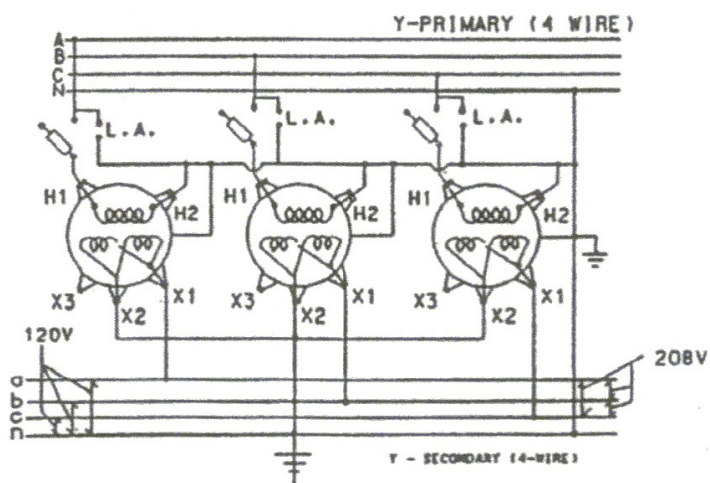 Y-PRIMARY (4 WIRE)
A
B
C
N
L.A.
L.A.
L.A.
H1
H2
H1
H2
H1
H2
X3
X2
X1
X3
X2
X1
X3
X2
X1
120V
208V
a
b
c
n
Y - SECONDARY (4-WIRE)